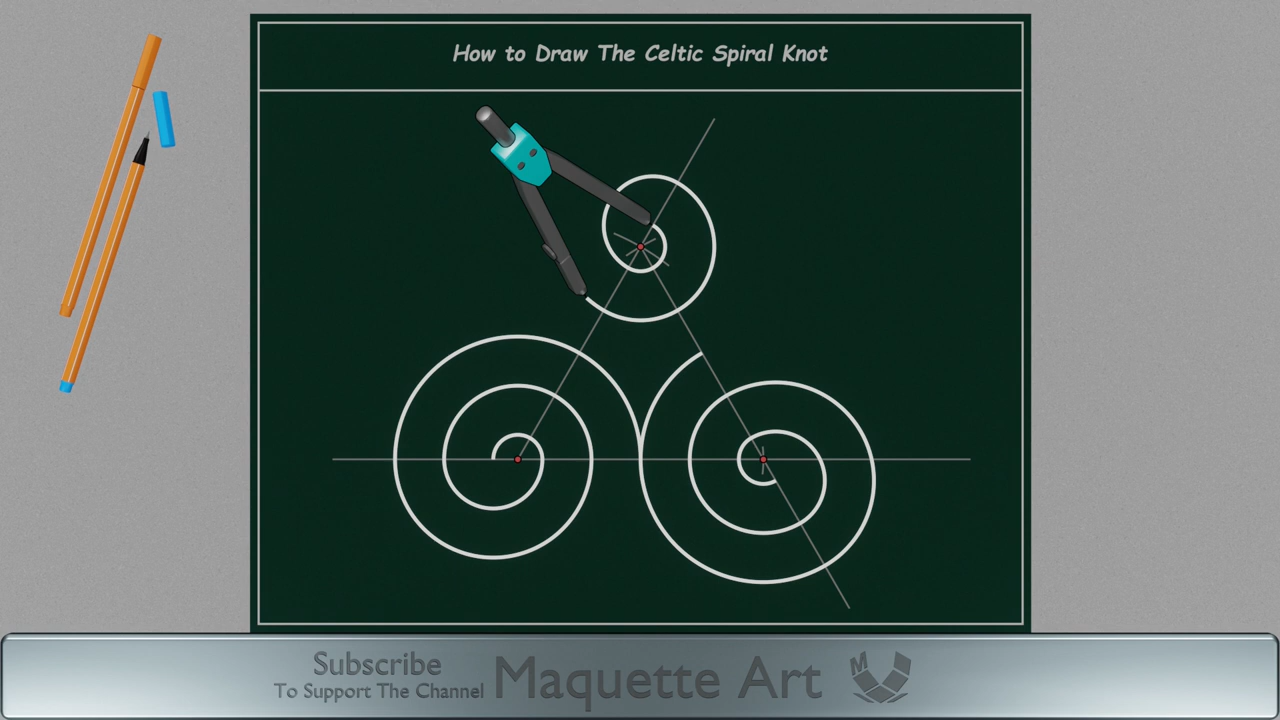 How to Draw The Celtic Spiral Knot
Subscribe
To Support The Channel
Maquette Art
M